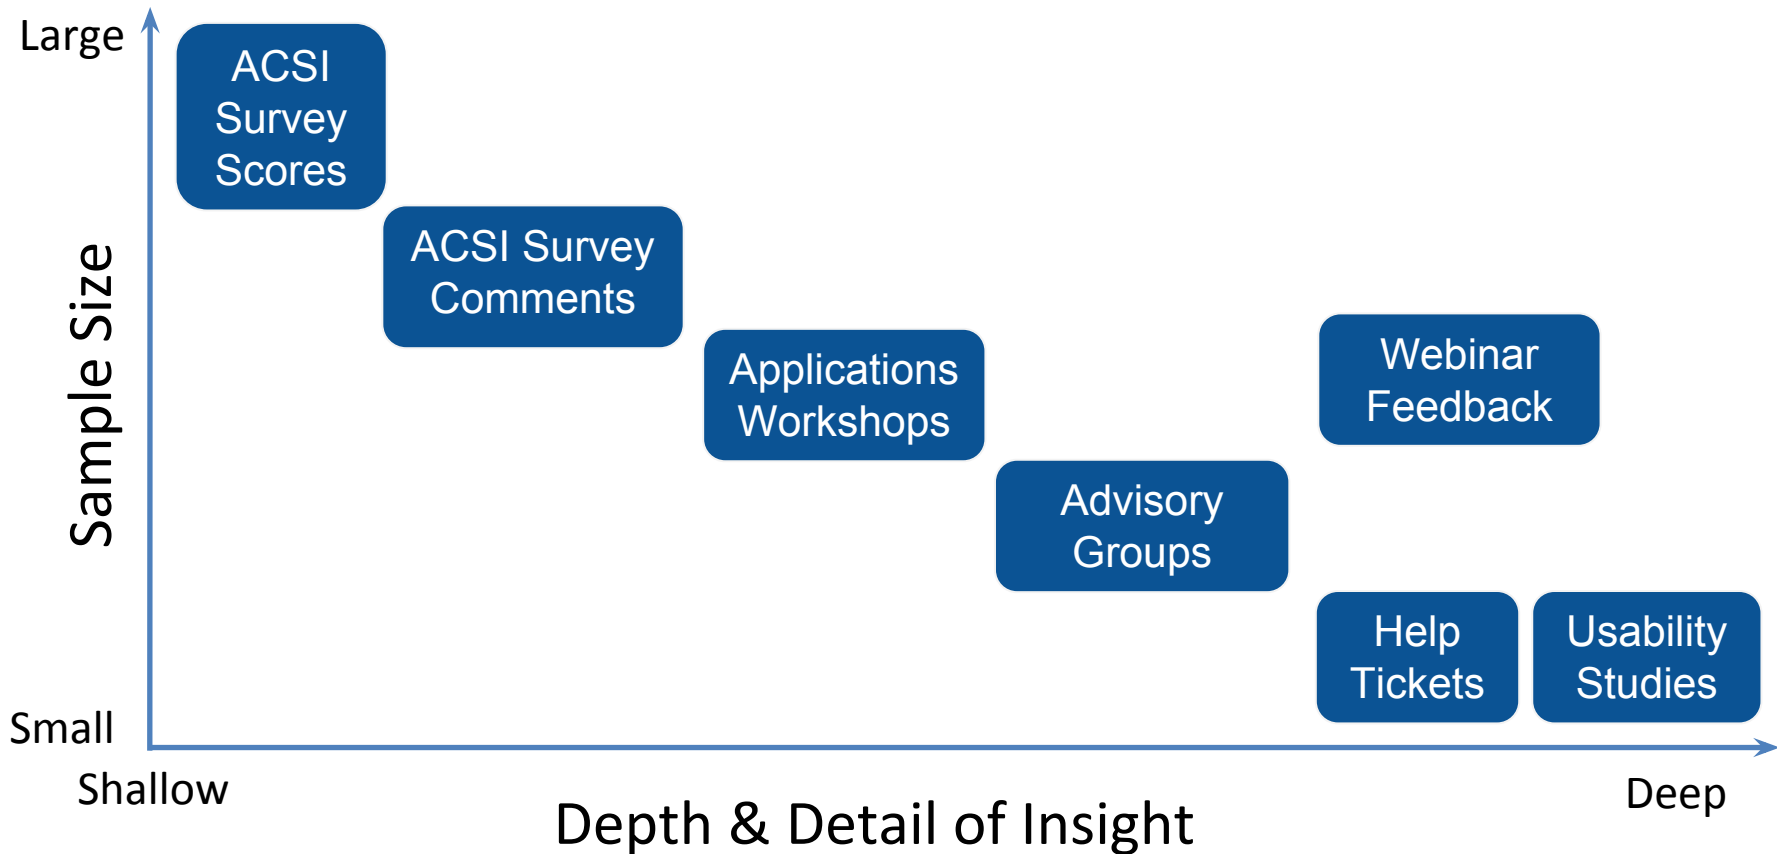 Large
ACSI
Survey
Scores
ACSI Survey
Comments
Sample Size
Applications
Workshops
Webinar
Feedback
Advisory
Groups
Help
Tickets
Usability
Studies
Small
Shallow
Deep
Depth & Detail of Insight